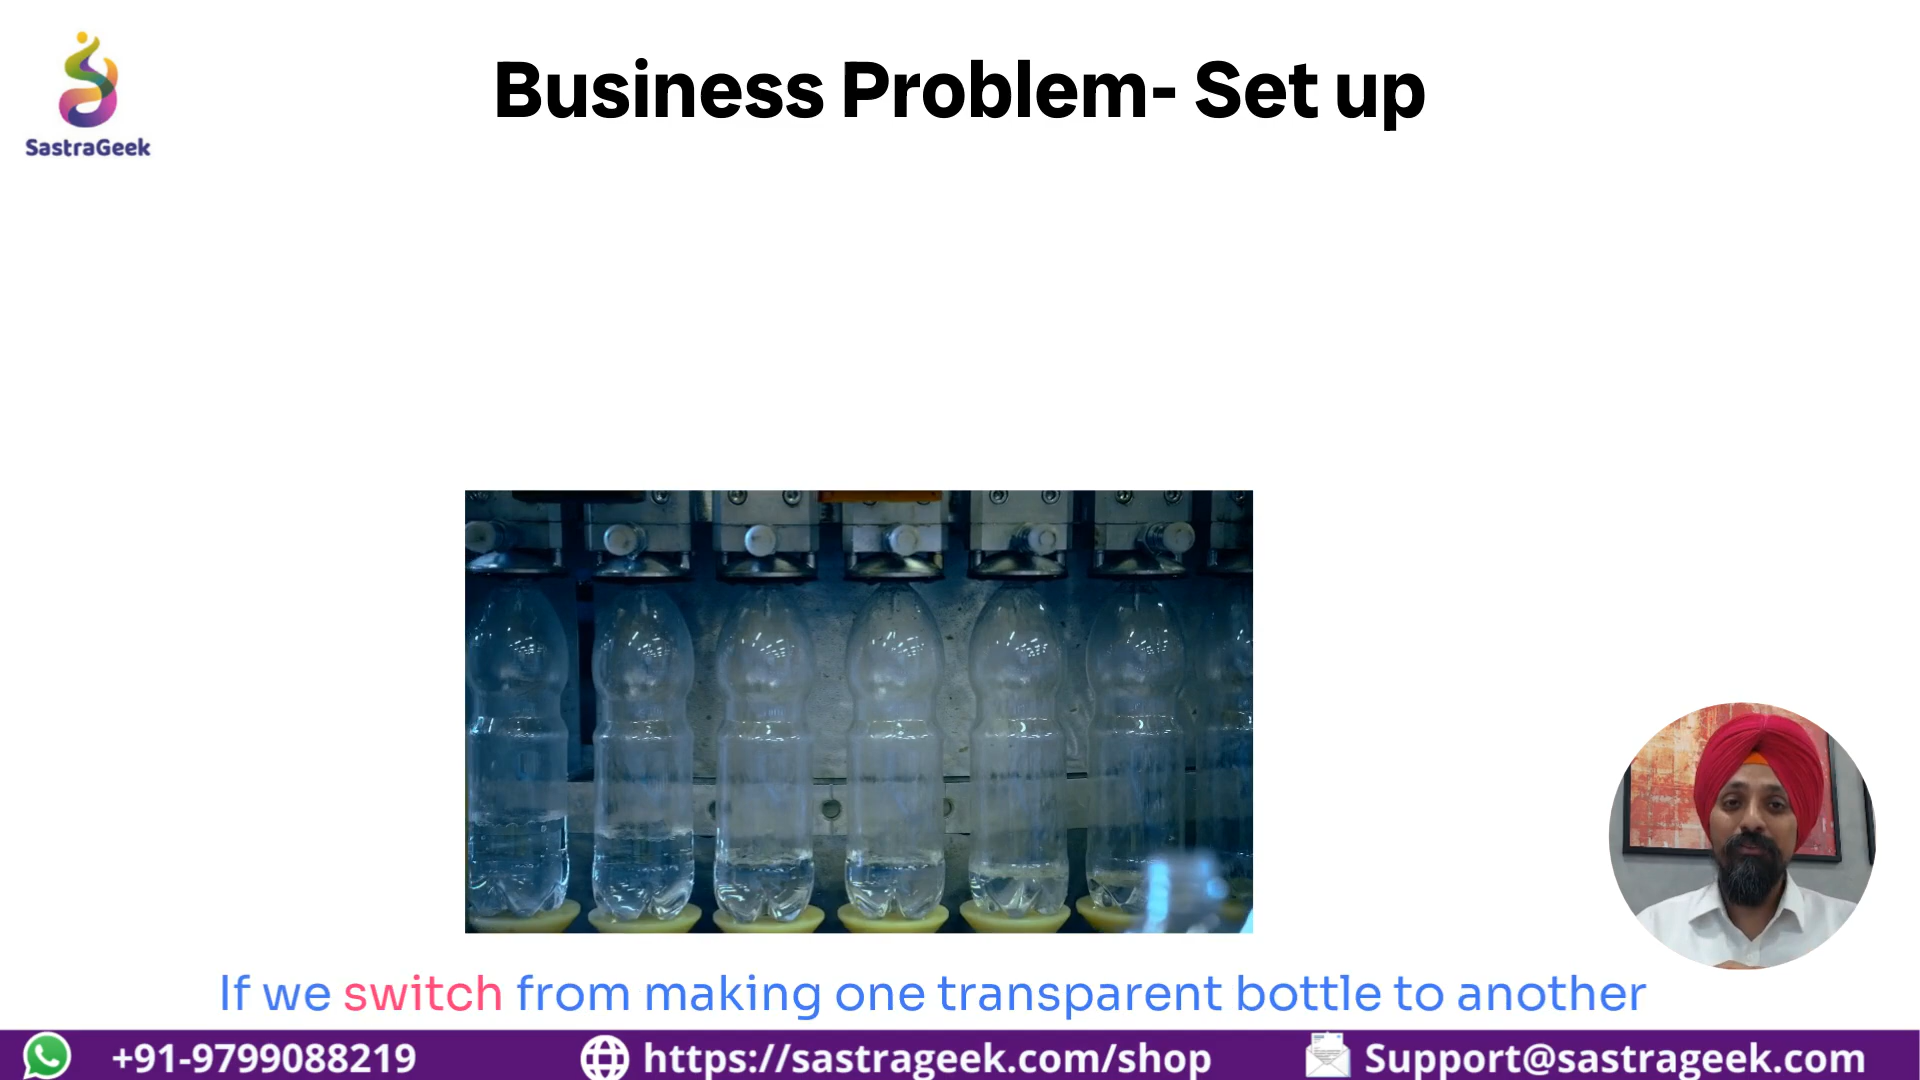 Business Problem- Set up
SastraGeek
If we switch from making one transparent bottle to another
+91-9799088219
https://sastrageek.com/shop
Support@sastrageek.com